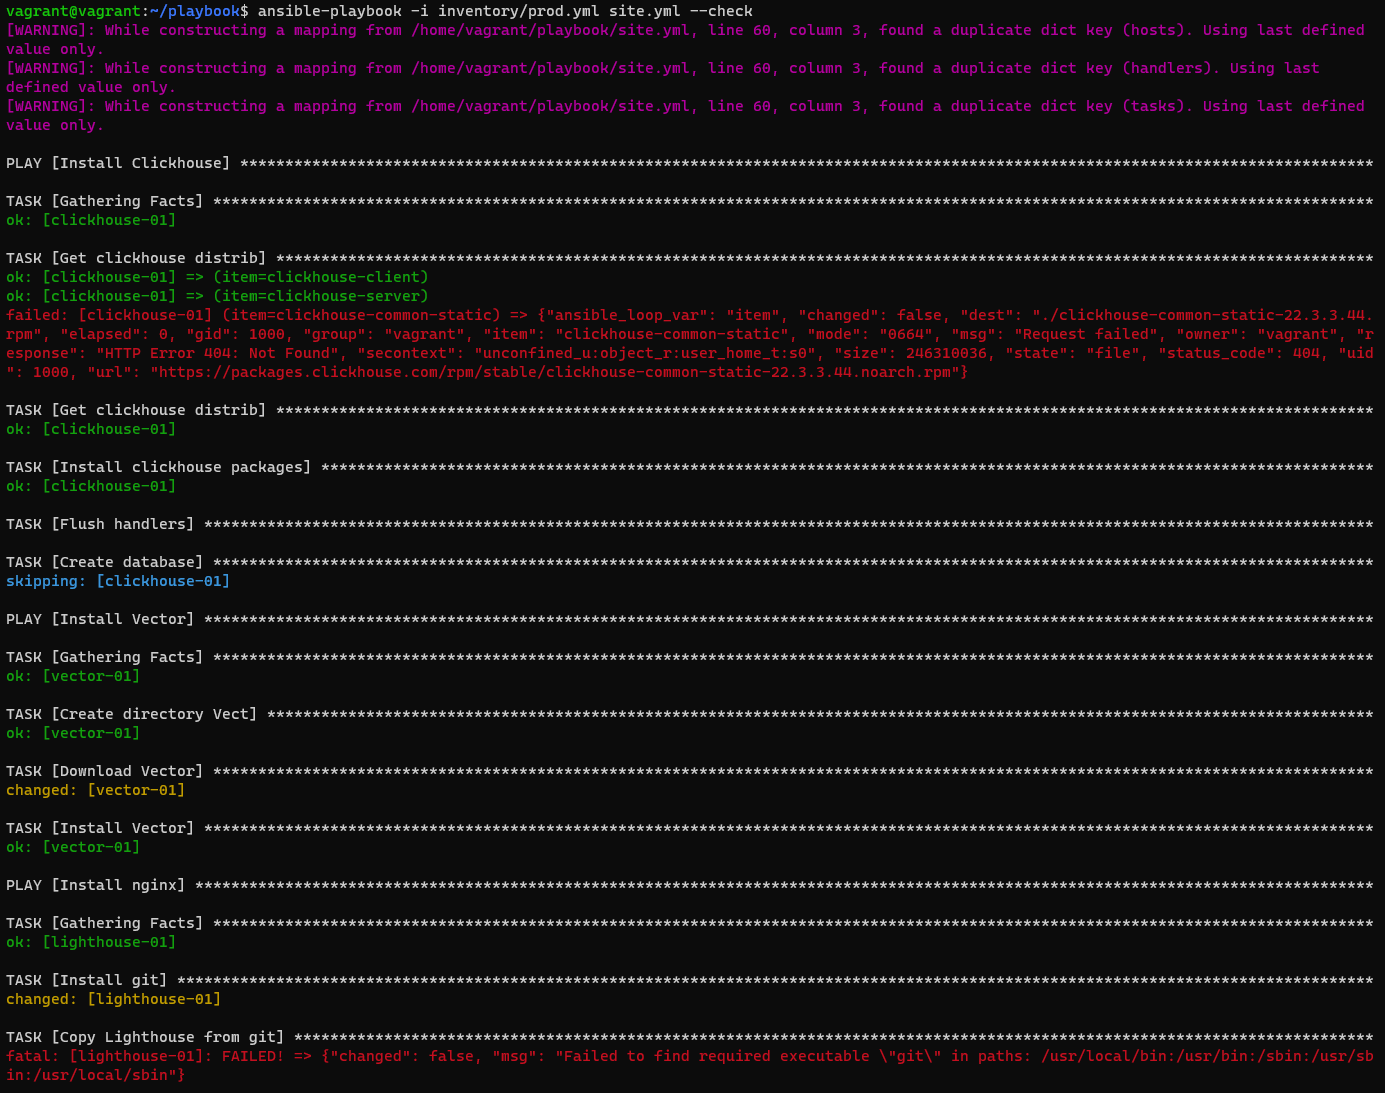 vagrant@vagrant:~/playbook$ ansible-playbook -i inventory/prod.yml site.yml --check
[WARNING]: While constructing a mapping from /home/vagrant/playbook/site.yml, line 60, column 3, found a duplicate dict key (hosts). Using last defined
value only.
[WARNING]: While constructing a mapping from /home/vagrant/playbook/site.yml, line 60, column 3, found a duplicate dict key (handlers). Using last
defined value only.
[WARNING]: While constructing a mapping from /home/vagrant/playbook/site.yml, line 60, column 3, found a duplicate dict key (tasks). Using last defined
value only.
PLAY [Install Clickhouse] ******************************************************************************************************************************
TASK [Gathering Facts] *********************************************************************************************************************************
ok: [clickhouse-01]
TASK [Get clickhouse distrib] **************************************************************************************************************************
ok: [clickhouse-01] => (item=clickhouse-client)
ok: [clickhouse-01] => (item=clickhouse-server)
failed: [clickhouse-01] (item=clickhouse-common-static) => {"ansible_loop_var": "item", "changed": false, "dest": "./clickhouse-common-static-22.3.3.44.
rpm", "elapsed": 0, "gid": 1000, "group": "vagrant", "item": "clickhouse-common-static", "mode": "0664", "msg": "Request failed", "owner": "vagrant", "r
esponse": "HTTP Error 404: Not Found", "secontext": "unconfined_u:object_r:user_home_t:s0", "size": 246310036, "state": "file", "status_code": 404, "uid
": 1000, "url": "https://packages.clickhouse.com/rpm/stable/clickhouse-common-static-22.3.3.44.noarch.rpm"}
TASK [Get clickhouse distrib] **************************************************************************************************************************
ok: [clickhouse-01]
TASK [Install clickhouse packages] *********************************************************************************************************************
ok: [clickhouse-01]
TASK [Flush handlers] **********************************************************************************************************************************
TASK [Create database] *********************************************************************************************************************************
skipping: [clickhouse-01]
PLAY [Install Vector] **********************************************************************************************************************************
TASK [Gathering Facts] *********************************************************************************************************************************
ok: [vector-01]
TASK [Create directory Vect] ***************************************************************************************************************************
ok: [vector-01]
TASK [Download Vector] *********************************************************************************************************************************
changed: [vector-01]
TASK [Install Vector] **********************************************************************************************************************************
ok: [vector-01]
PLAY [Install nginx] ***********************************************************************************************************************************
TASK [Gathering Facts] *********************************************************************************************************************************
ok: [lighthouse-01]
TASK [Install git] *************************************************************************************************************************************
changed: [lighthouse-01]
TASK [Copy Lighthouse from git] ************************************************************************************************************************
fatal: [lighthouse-01]: FAILED! => {"changed": false, "msg": "Failed to find required executable \"git\" in paths: /usr/local/bin:/usr/bin:/sbin:/usr/sb
in:/usr/local/sbin"}